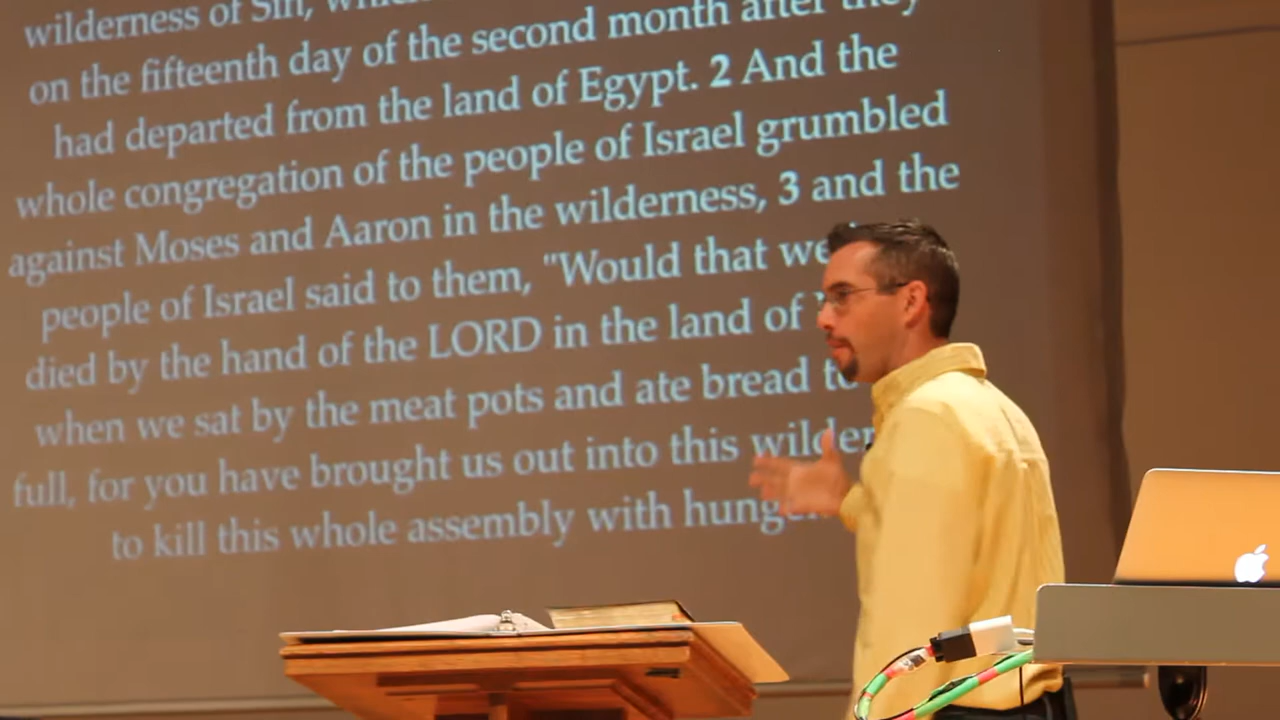 wilderness of Sin,
on the fifteenth day of the second month after they
had departed from the land of Egypt. 2 And the
whole congregation of the people of Israel grumbled
against Moses and Aaron in the wilderness, 3 and the
people of Israel said to them, "Would that we
died by the hand of the LORD in the land of
when we sat by the meat pots and ate bread to
full, for you have brought us out into this wilder
to kill this whole assembly with hunge